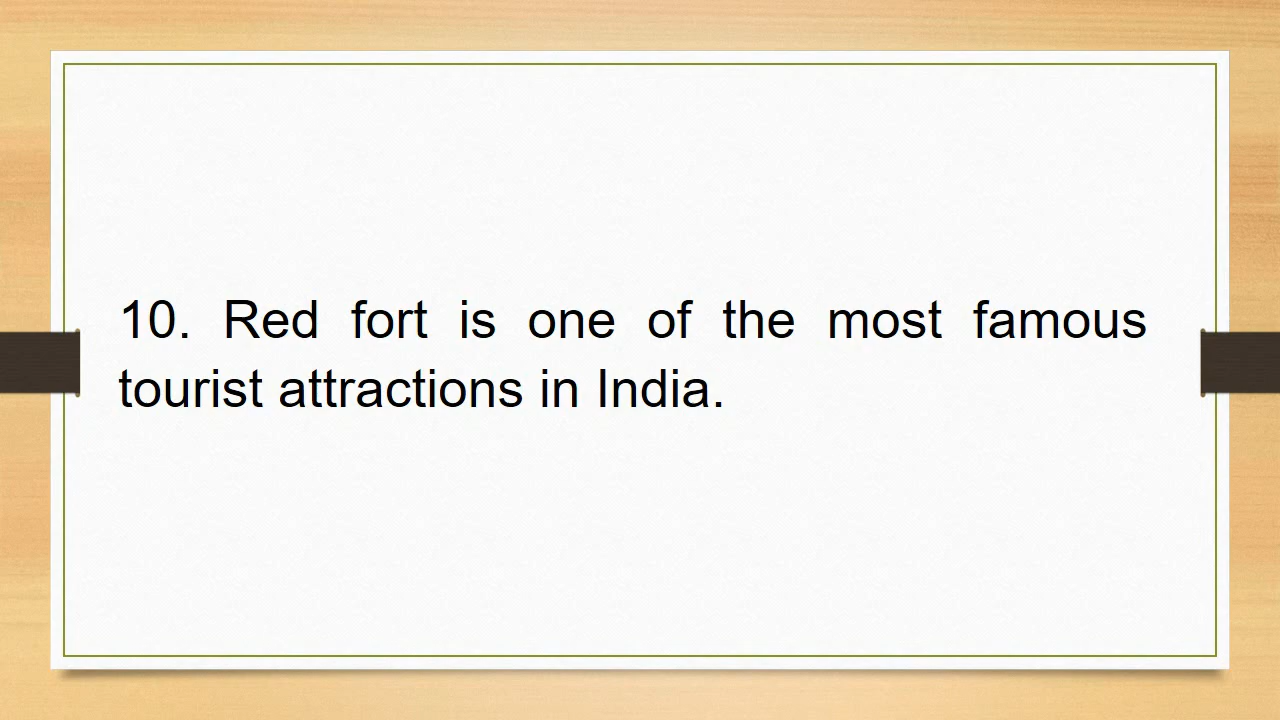 10. Red fort is one of the most famous
tourist attractions in India.